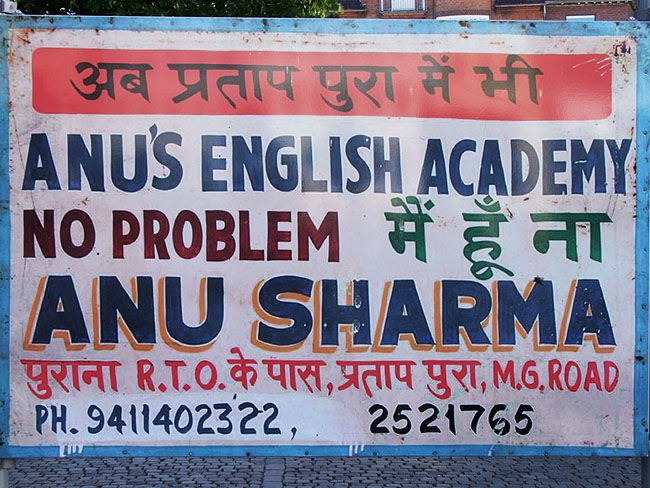 अब प्रताप पुरा में भी
ANU'S ENGLISH ACADEMY
NO PROBLEM मैं हूँ ना
ANU SHARMA
पुराना R.T.O. के पास, प्रताप पुरा, M.G. ROAD
PH. 9411402322, 2521765